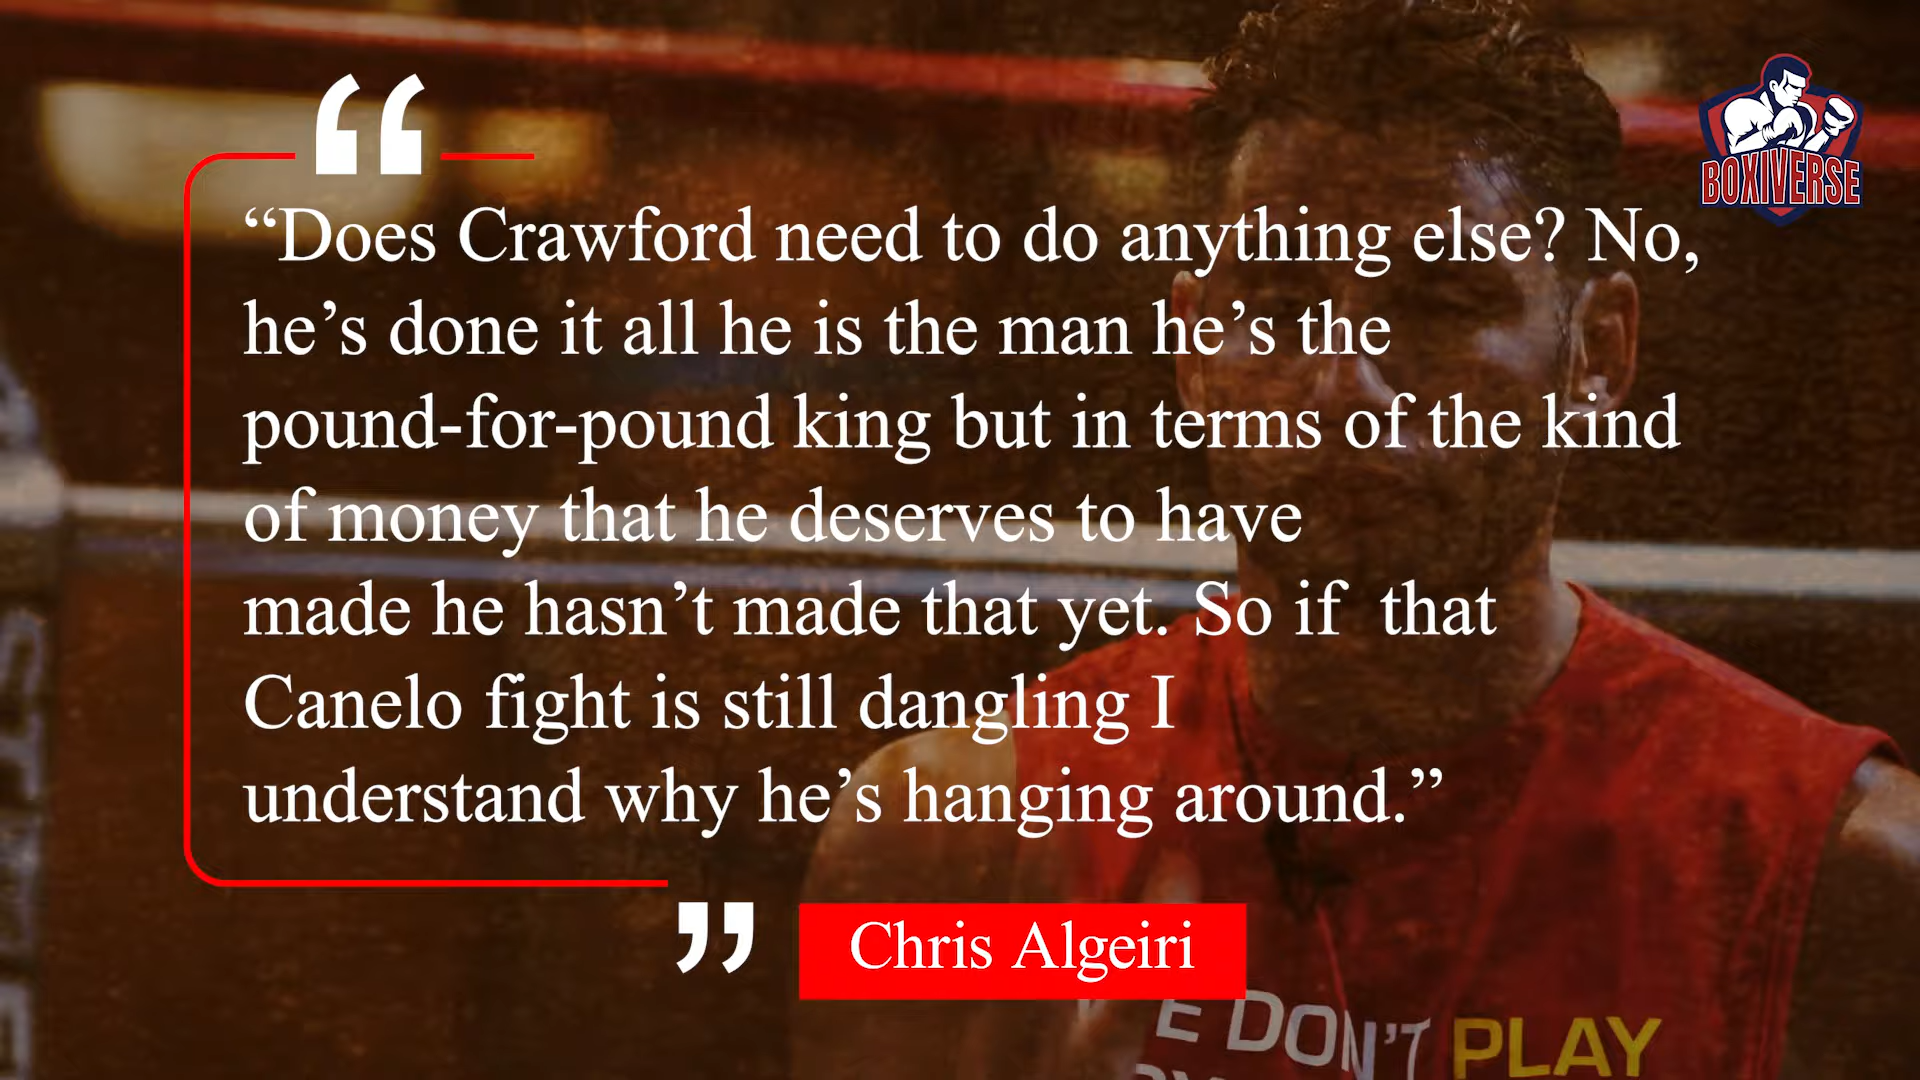 BOXIVERSE
“Does Crawford need to do anything else? No,
he’s done it all he is the man he’s the
pound-for-pound king but in terms of the kind
of money that he deserves to have
made he hasn’t made that yet. So if  that
Canelo fight is still dangling I
understand why he’s hanging around.”
Chris Algeiri
DON'T PLAY